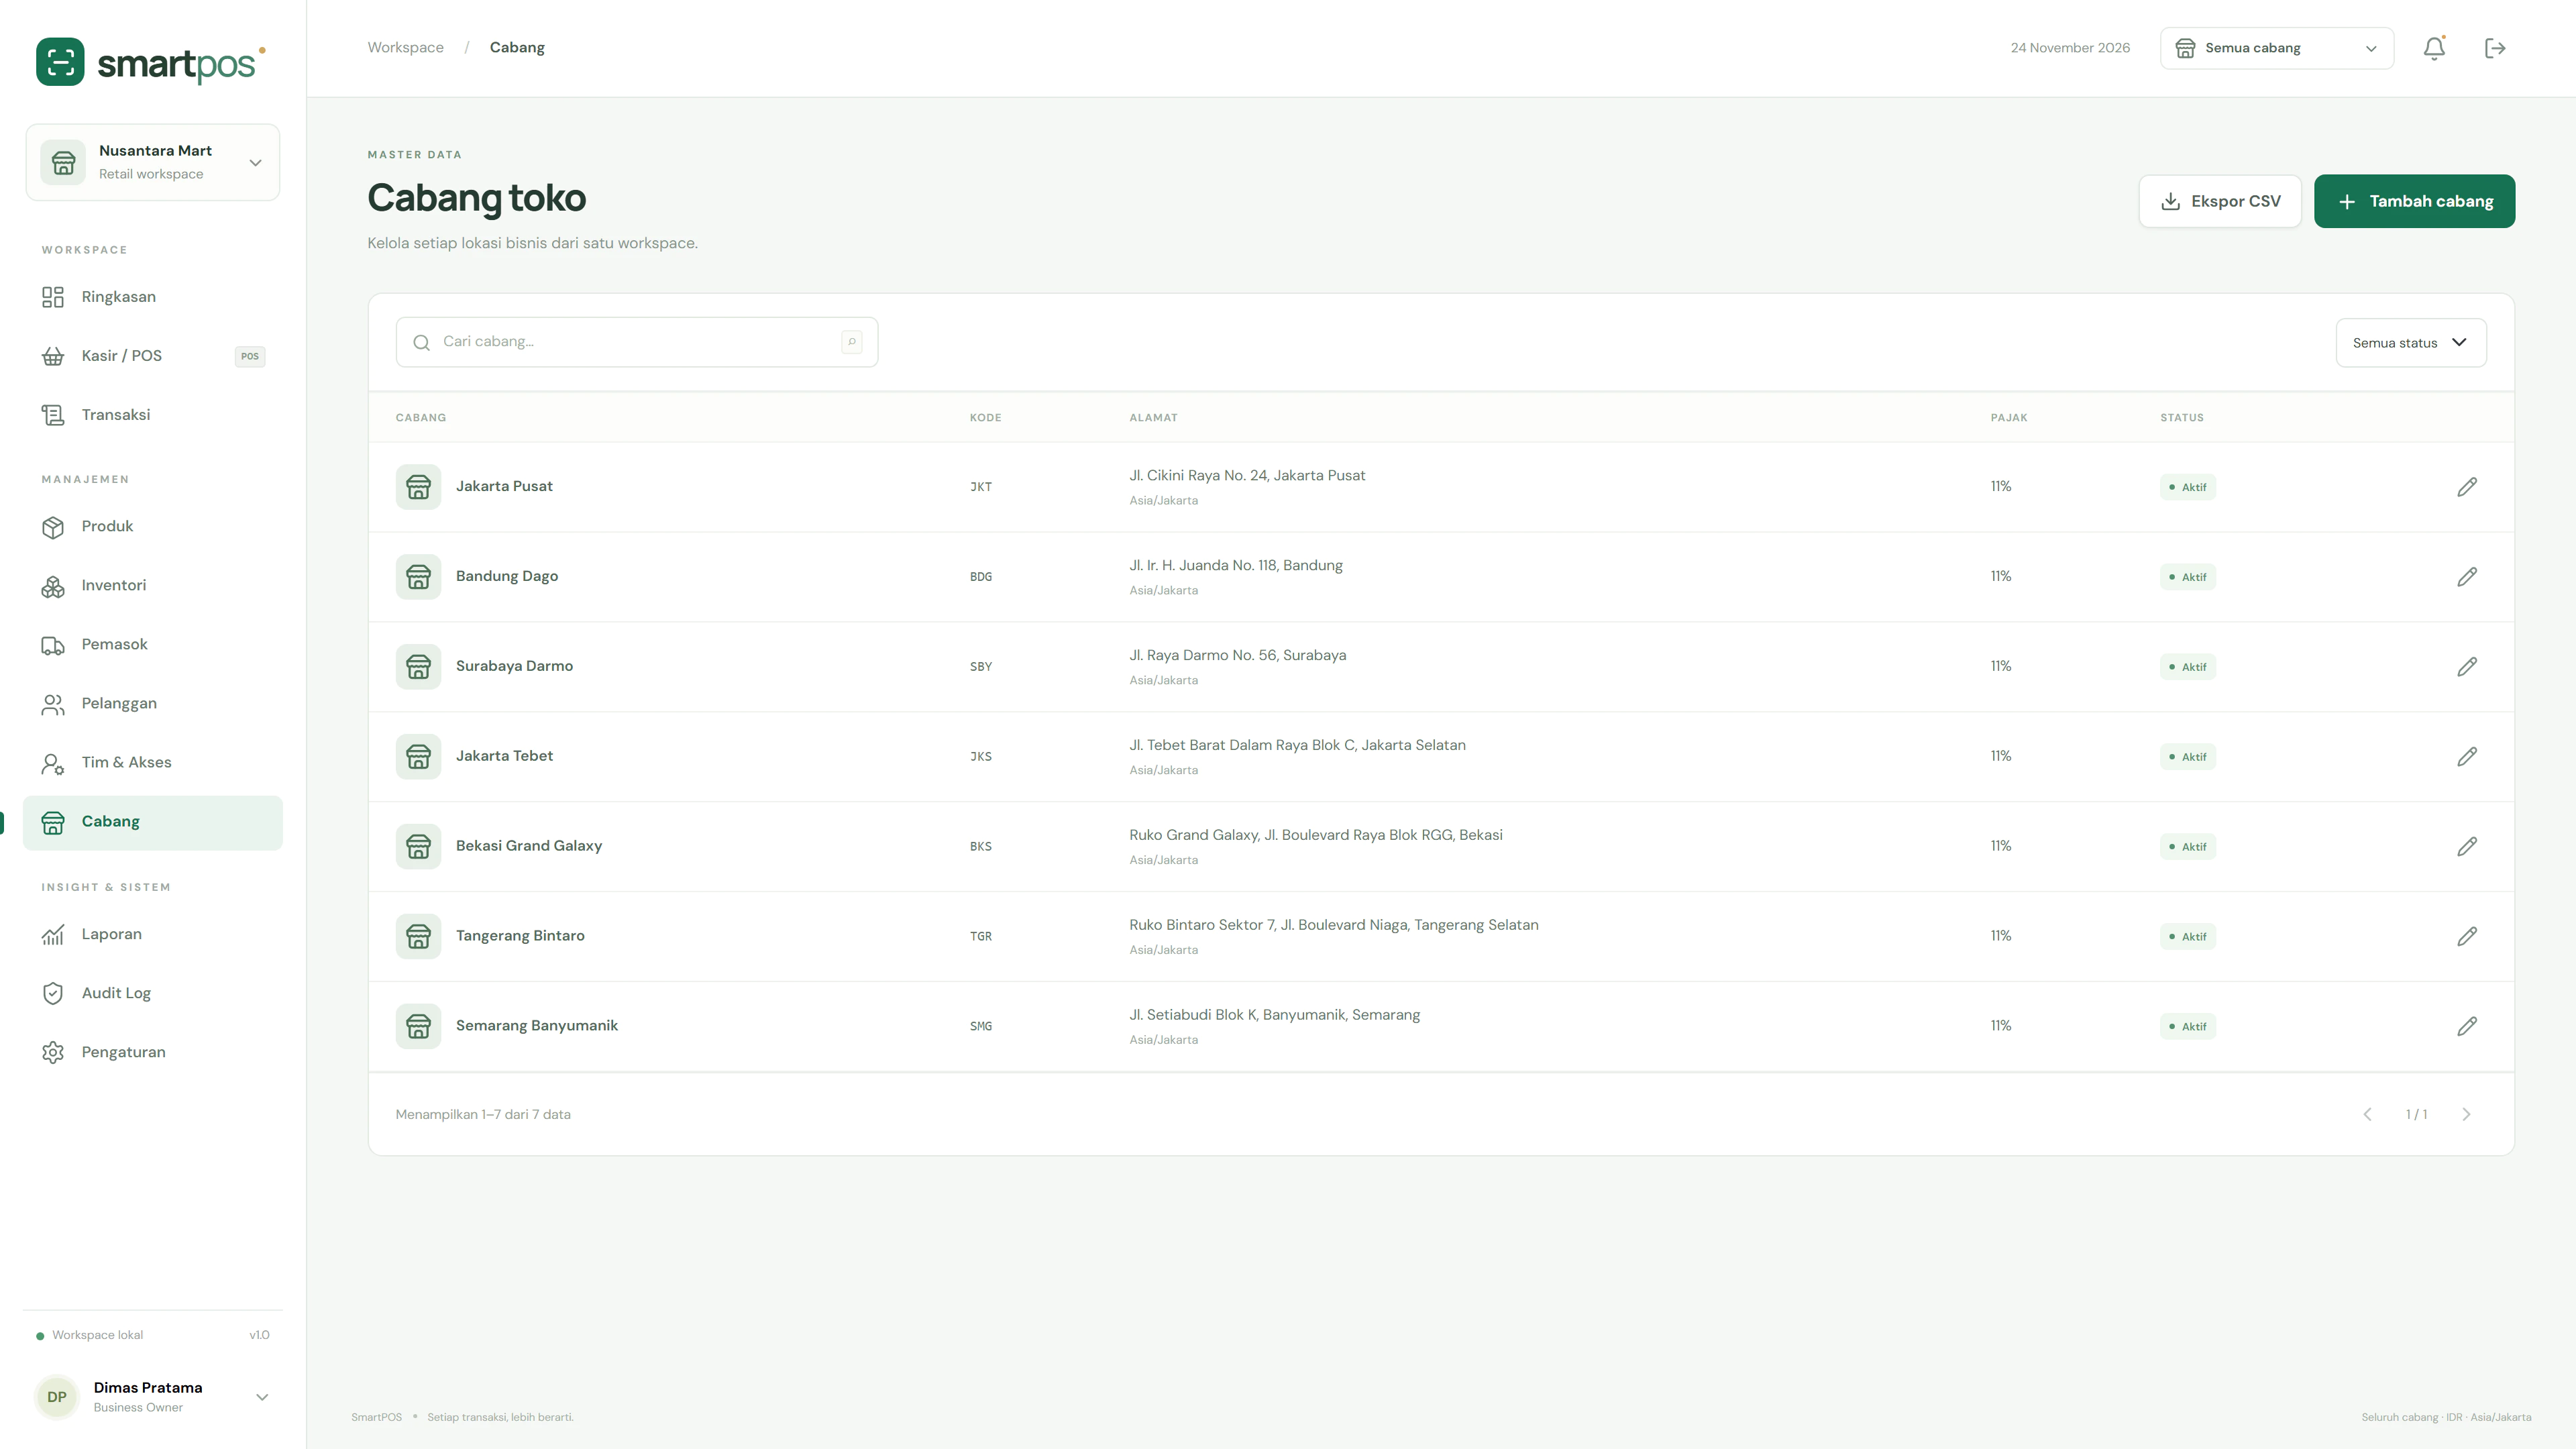 smartpos
Nusantara Mart
Retail workspace
WORKSPACE
Ringkasan
Kasir / POS POS
Transaksi
MANAJEMEN
Produk
Inventori
Pemasok
Pelanggan
Tim & Akses
Cabang
INSIGHT & SISTEM
Laporan
Audit Log
Pengaturan
Workspace lokal v1.0
DP
Dimas Pratama
Business Owner
Workspace / Cabang
24 November 2026
Semua cabang
MASTER DATA
Cabang toko
Kelola setiap lokasi bisnis dari satu workspace.
Ekspor CSV
Tambah cabang
Cari cabang...
Semua status
CABANG KODE ALAMAT PAJAK STATUS
Jakarta Pusat JKT Jl. Cikini Raya No. 24, Jakarta Pusat 11% Aktif
Asia/Jakarta
Bandung Dago BDG Jl. Ir. H. Juanda No. 118, Bandung 11% Aktif
Asia/Jakarta
Surabaya Darmo SBY Jl. Raya Darmo No. 56, Surabaya 11% Aktif
Asia/Jakarta
Jakarta Tebet JKS Jl. Tebet Barat Dalam Raya Blok C, Jakarta Selatan 11% Aktif
Asia/Jakarta
Bekasi Grand Galaxy BKS Ruko Grand Galaxy, Jl. Boulevard Raya Blok RGG, Bekasi 11% Aktif
Asia/Jakarta
Tangerang Bintaro TGR Ruko Bintaro Sektor 7, Jl. Boulevard Niaga, Tangerang Selatan 11% Aktif
Asia/Jakarta
Semarang Banyumanik SMG Jl. Setiabudi Blok K, Banyumanik, Semarang 11% Aktif
Asia/Jakarta
Menampilkan 1–7 dari 7 data
1 / 1
SmartPOS • Setiap transaksi, lebih berarti.
Seluruh cabang · IDR · Asia/Jakarta